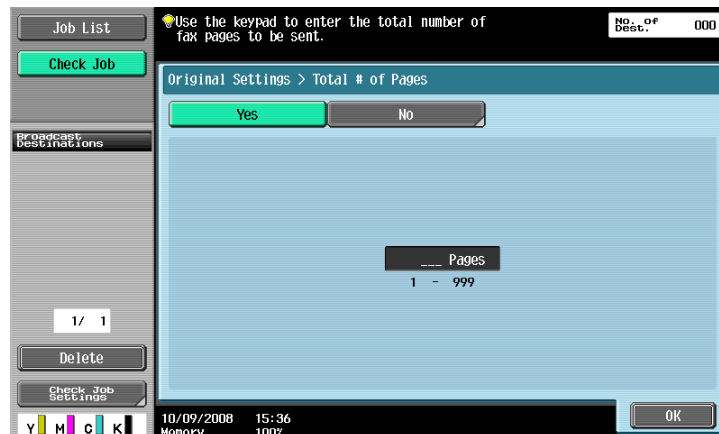 Job List
Check Job
Broadcast
Destinations
1/ 1
Delete
Check Job
Settings
Y M C K
Use the keypad to enter the total number of
fax pages to be sent.
No. of
Dest. 000
Original Settings > Total # of Pages
Yes No
___ Pages
1 - 999
OK
10/09/2008 15:36
Memory 100%